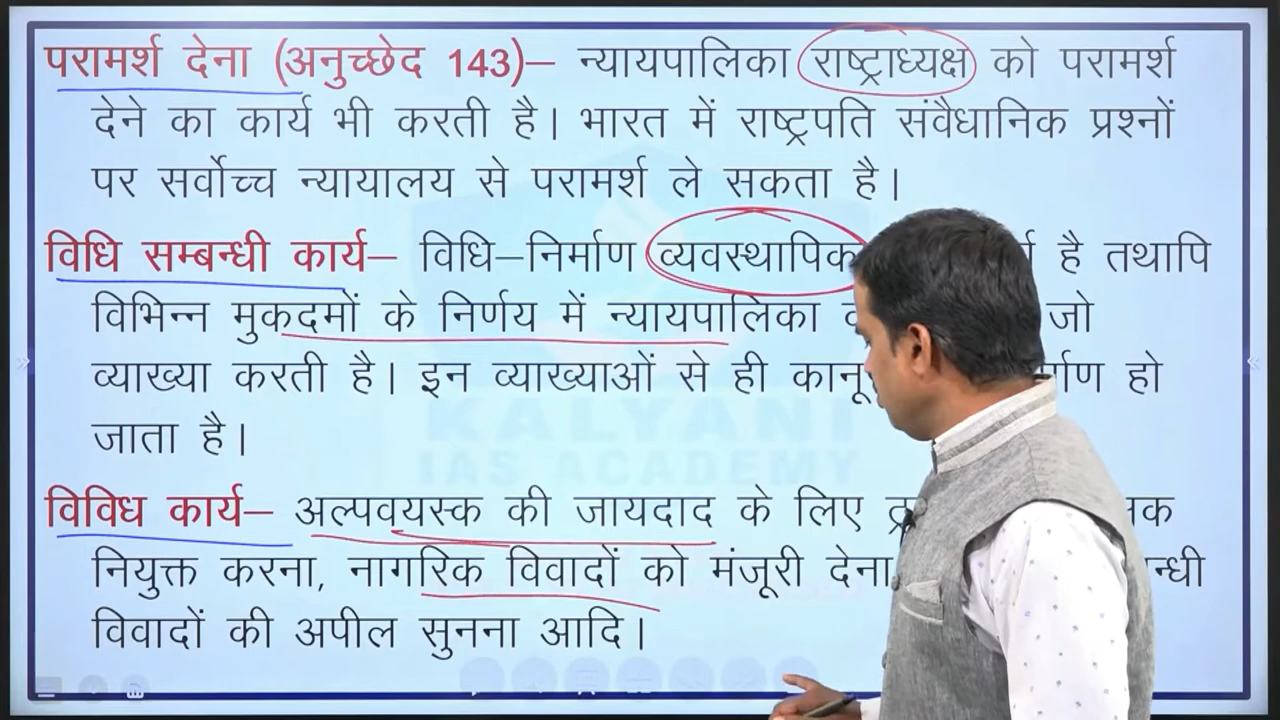 परामर्श देना (अनुच्छेद 143)– न्यायपालिका राष्ट्राध्यक्ष को परामर्श
देने का कार्य भी करती है। भारत में राष्ट्रपति संवैधानिक प्रश्नों
पर सर्वोच्च न्यायालय से परामर्श ले सकता है।
विधि सम्बन्धी कार्य– विधि–निर्माण है तथापि
विभिन्न मुकदमों के निर्णय में न्यायपालिका जो
व्याख्या करती है। इन व्याख्याओं से ही हो
जाता है।
विविध कार्य– अल्पवयस्क की जायदाद के लिए
नियुक्त करना, नागरिक विवादों को मंजूरी देना
विवादों की अपील सुनना आदि।
KALYANI
IAS ACADEMY